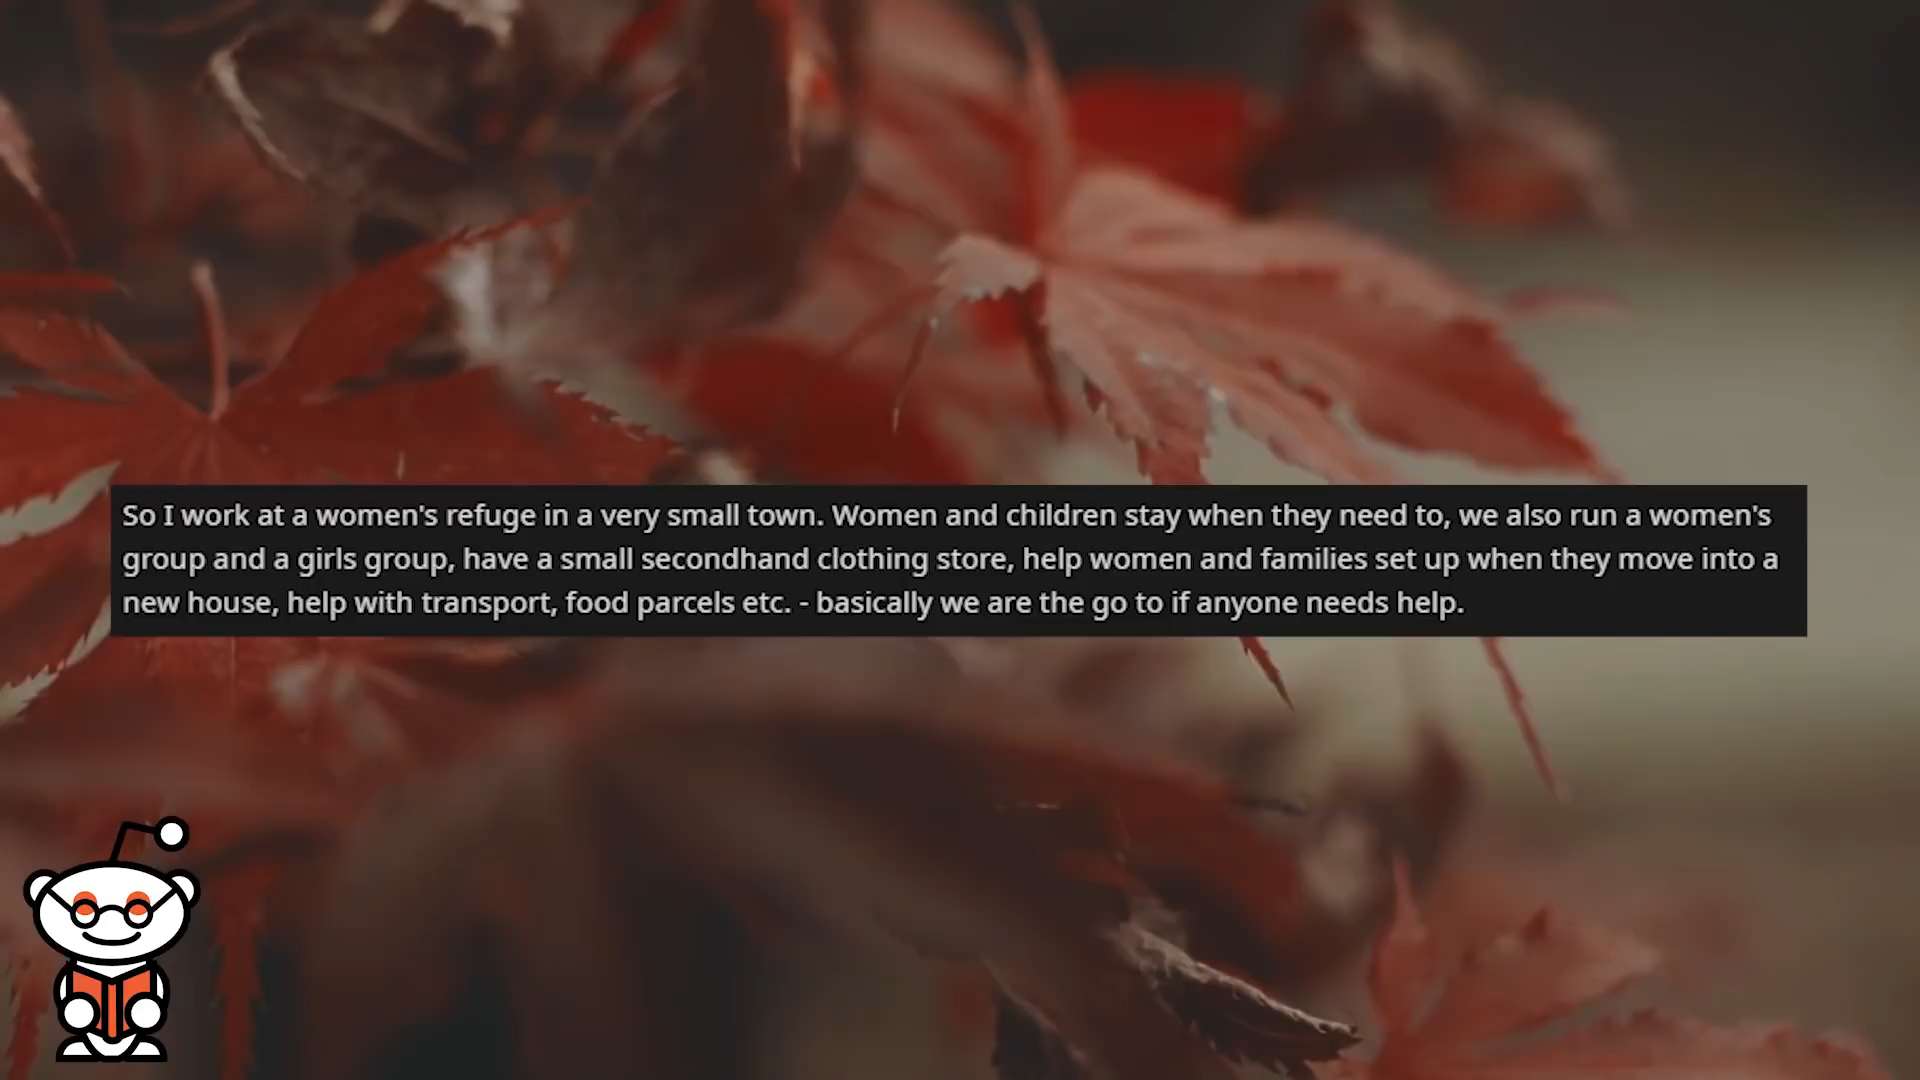 So I work at a women's refuge in a very small town. Women and children stay when they need to, we also run a women's
group and a girls group, have a small secondhand clothing store, help women and families set up when they move into a
new house, help with transport, food parcels etc. - basically we are the go to if anyone needs help.